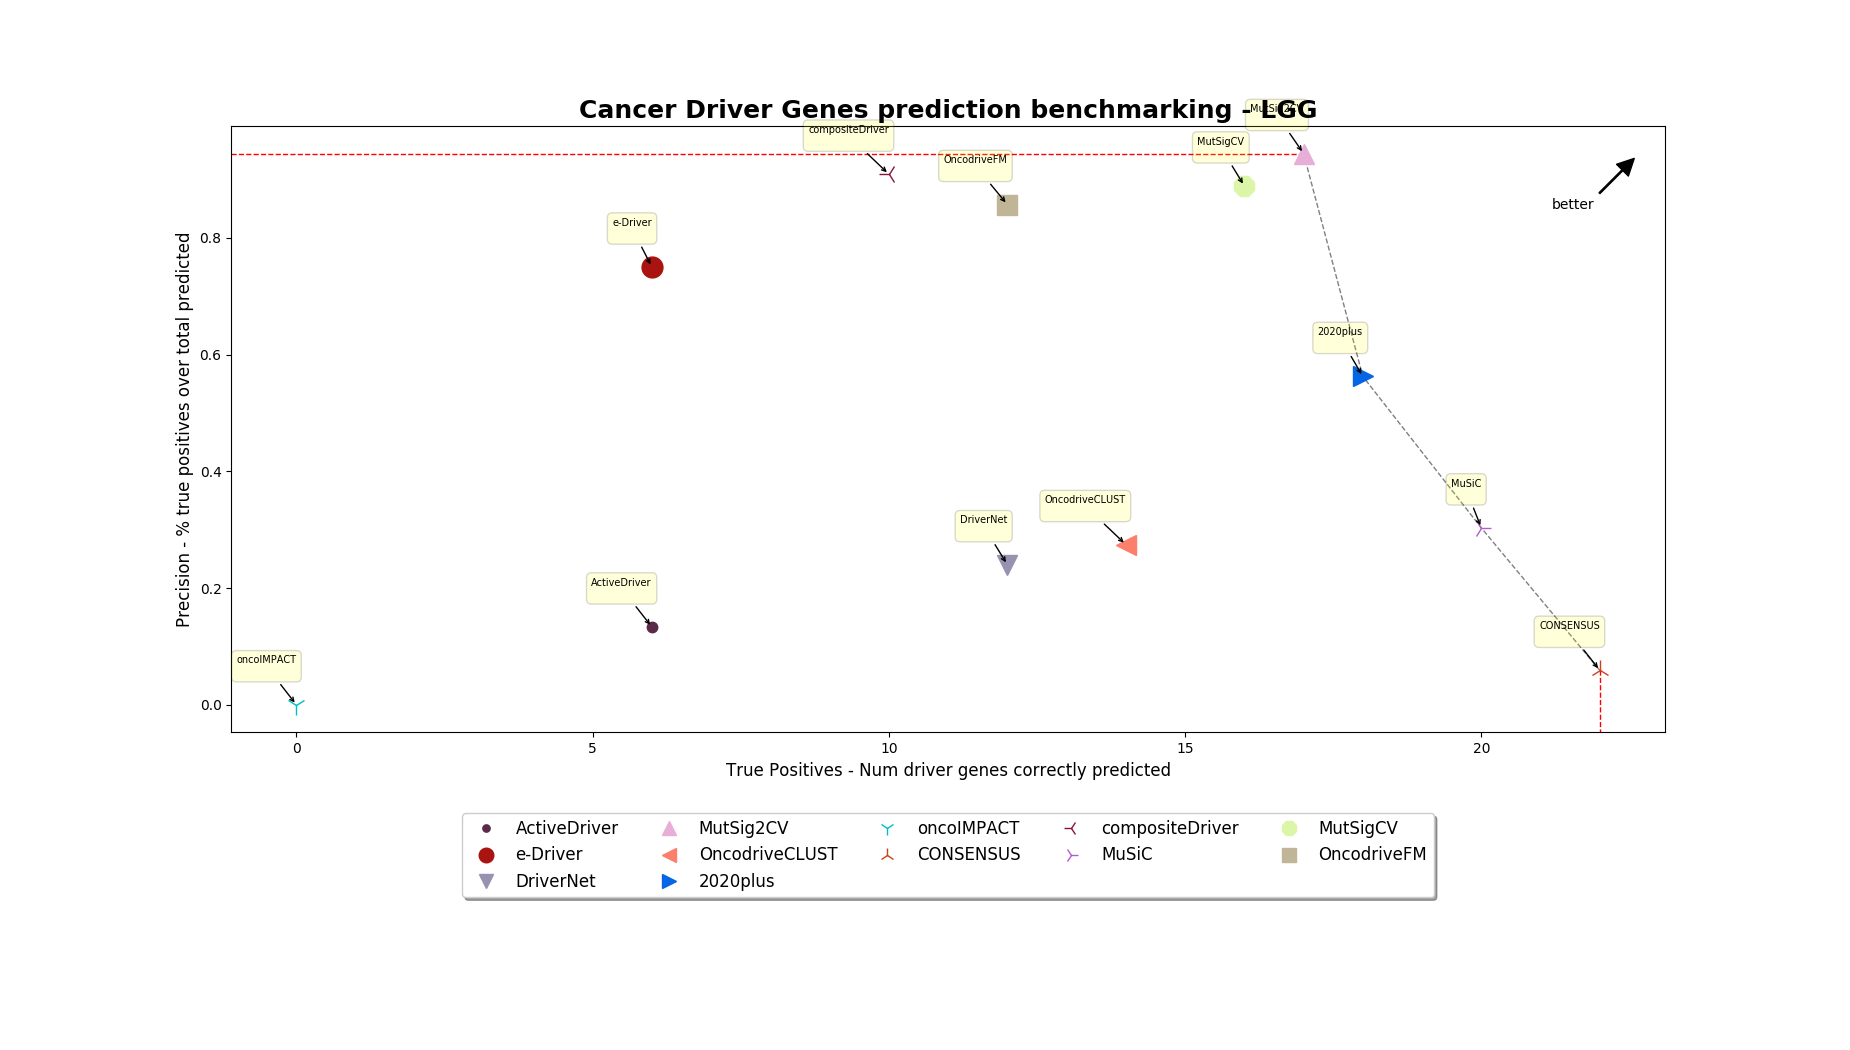 Cancer Driver Genes prediction benchmarking - LGG
MutSig2CV
compositeDriver
MutSigCV
OncodriveFM
better
e-Driver
2020plus
MuSiC
OncodriveCLUST
DriverNet
ActiveDriver
CONSENSUS
oncoIMPACT
Precision - % true positives over total predicted
0.8
0.6
0.4
0.2
0.0
0 5 10 15 20
True Positives - Num driver genes correctly predicted
ActiveDriver MutSig2CV oncoIMPACT compositeDriver MutSigCV
e-Driver OncodriveCLUST CONSENSUS MuSiC OncodriveFM
DriverNet 2020plus